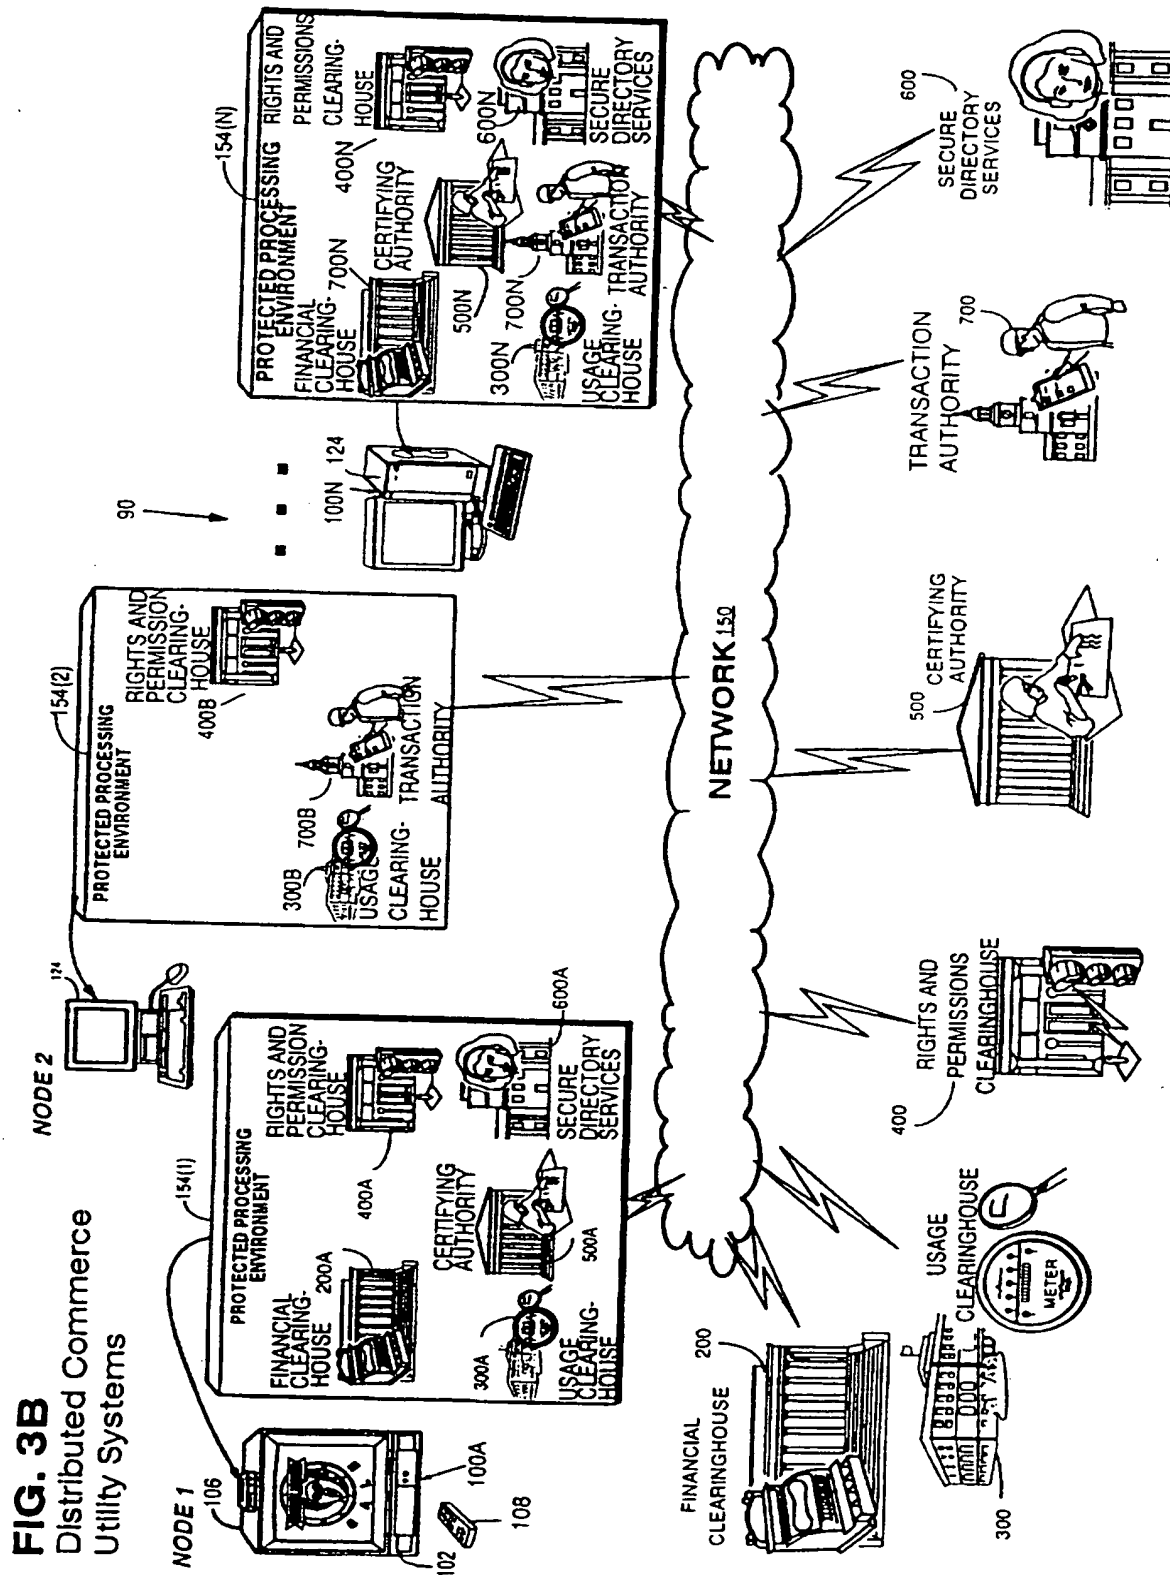 FIG. 3B
Distributed Commerce
Utility Systems
NODE 1
106
102
100A
108
154(1)
PROTECTED PROCESSING
ENVIRONMENT
FINANCIAL
CLEARING-
HOUSE
200A
RIGHTS AND
PERMISSION
CLEARING-
HOUSE
400A
CERTIFYING
AUTHORITY
500A
300A
USAGE
CLEARING-
HOUSE
600A
SECURE
DIRECTORY
SERVICES
NODE 2
124
154(2)
PROTECTED PROCESSING
ENVIRONMENT
RIGHTS AND
PERMISSION
CLEARING-
HOUSE
400B
300B
USAGE
CLEARING-
HOUSE
700B
TRANSACTION
AUTHORITY
90
100N
124
154(N)
PROTECTED PROCESSING
ENVIRONMENT
RIGHTS AND
PERMISSIONS
CLEARING-
HOUSE
400N
FINANCIAL
CLEARING-
HOUSE
700N
CERTIFYING
AUTHORITY
500N
600N
SECURE
DIRECTORY
SERVICES
300N
USAGE
CLEARING-
HOUSE
700N
TRANSACTION
AUTHORITY
NETWORK 150
FINANCIAL
CLEARINGHOUSE
200
300
USAGE
CLEARINGHOUSE
METER
400
RIGHTS AND
PERMISSIONS
CLEARINGHOUSE
500
CERTIFYING
AUTHORITY
TRANSACTION
AUTHORITY
700
SECURE
DIRECTORY
SERVICES
600